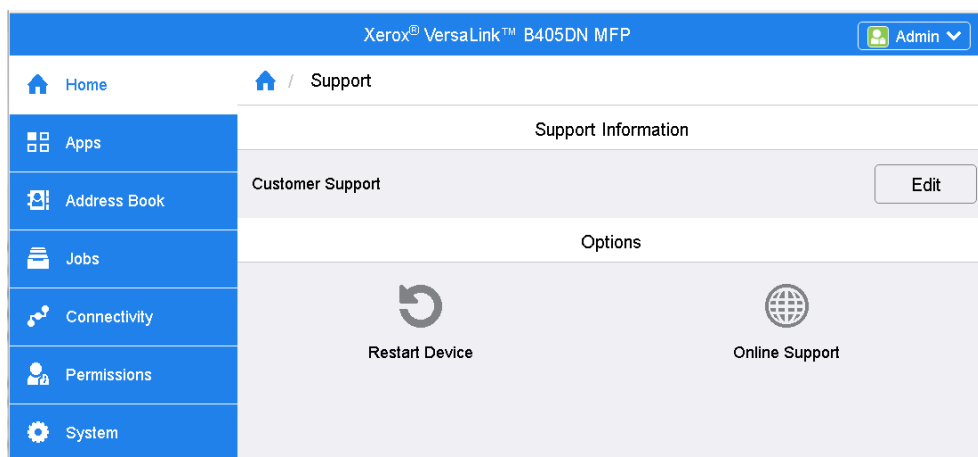 Xerox® VersaLink™ B405DN MFP
Admin
Home
/ Support
Apps
Address Book
Jobs
Connectivity
Permissions
System
Support Information
Customer Support
Edit
Options
Restart Device
Online Support